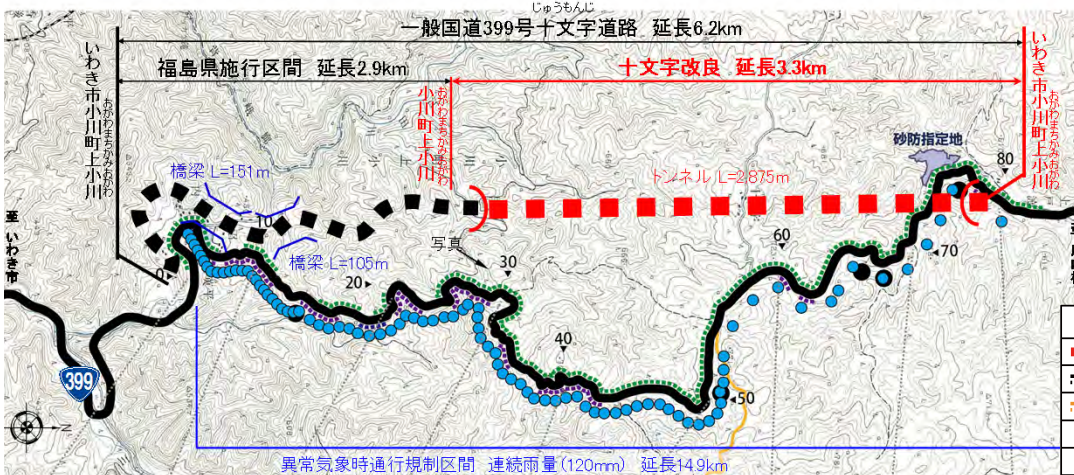 じゅうもんじ
一般国道399号十文字道路 延長6.2km
福島県施行区間 延長2.9km
十文字改良 延長3.3km
いわき市小川町上小川
おがわまちかみおがわ
小川町上小川
おがわまちかみおがわ
いわき市小川町上小川
おがわまちかみおがわ
砂防指定地
80
橋梁 L=151m
トンネル L=2,875m
至 いわき市
橋梁 L=105m
写真
0
20
30
60
70
40
50
399
N
異常気象時通行規制区間 連続雨量(120mm) 延長14.9km